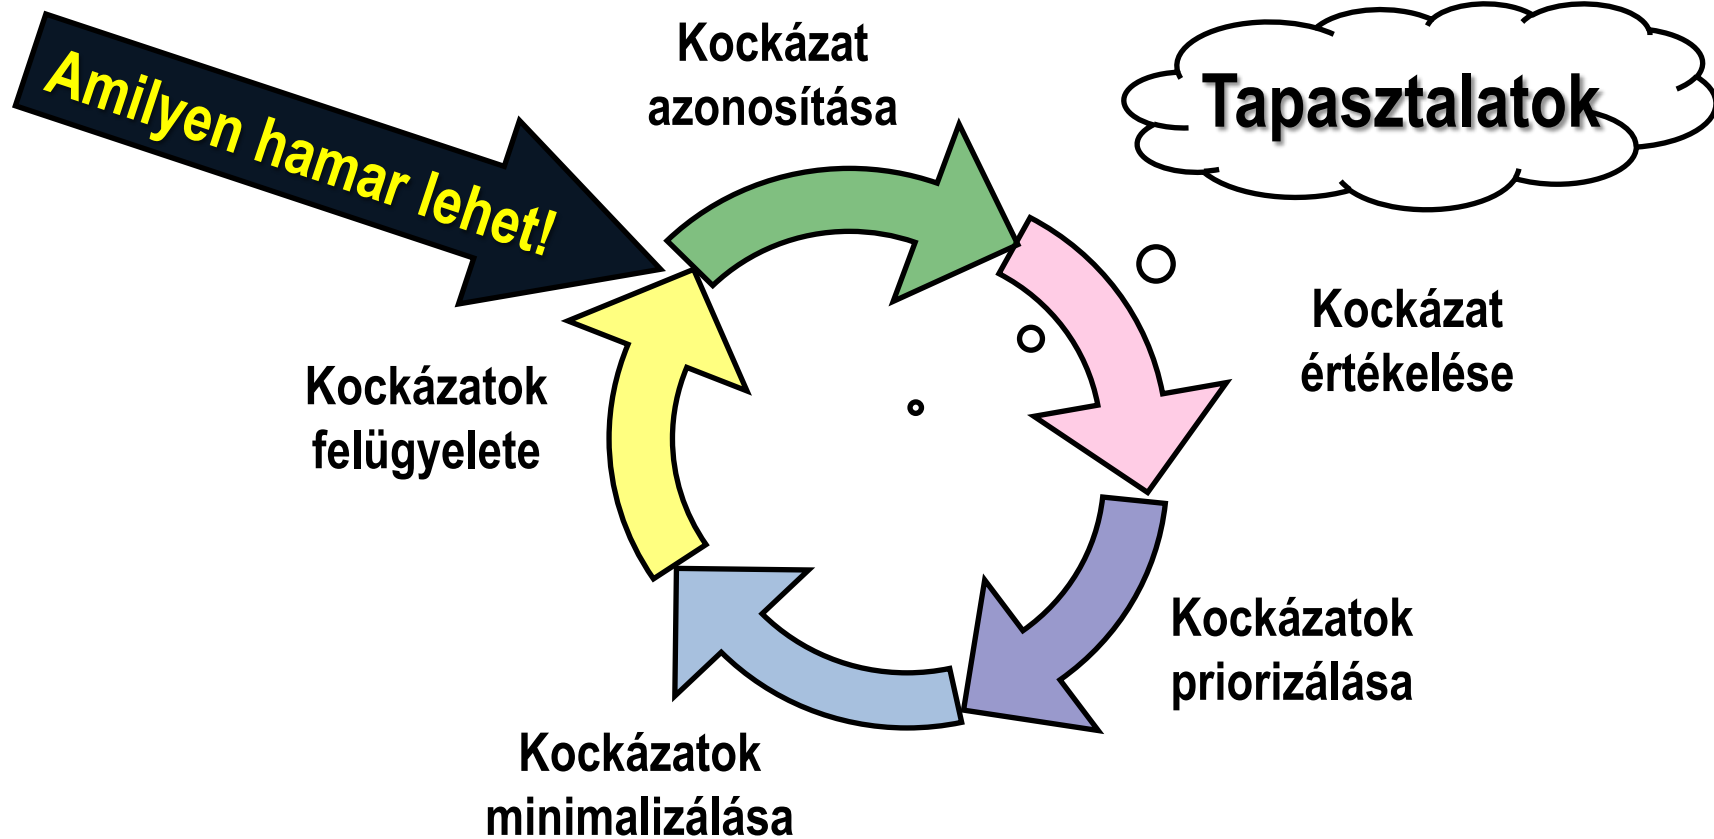 Amilyen hamar lehet!
Kockázat
azonosítása
Tapasztalatok
Kockázat
értékelése
Kockázatok
priorizálása
Kockázatok
minimalizálása
Kockázatok
felügyelete